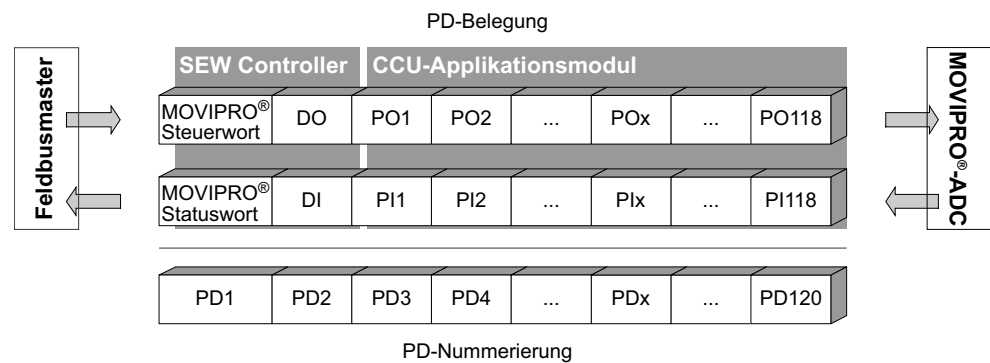 PD-Belegung
Feldbusmaster
SEW Controller
CCU-Applikationsmodul
MOVIPRO®-ADC
MOVIPRO®
Steuerwort
DO
PO1
PO2
...
POx
...
PO118
MOVIPRO®
Statuswort
DI
PI1
PI2
...
PIx
...
PI118
PD1
PD2
PD3
PD4
...
PDx
...
PD120
PD-Nummerierung